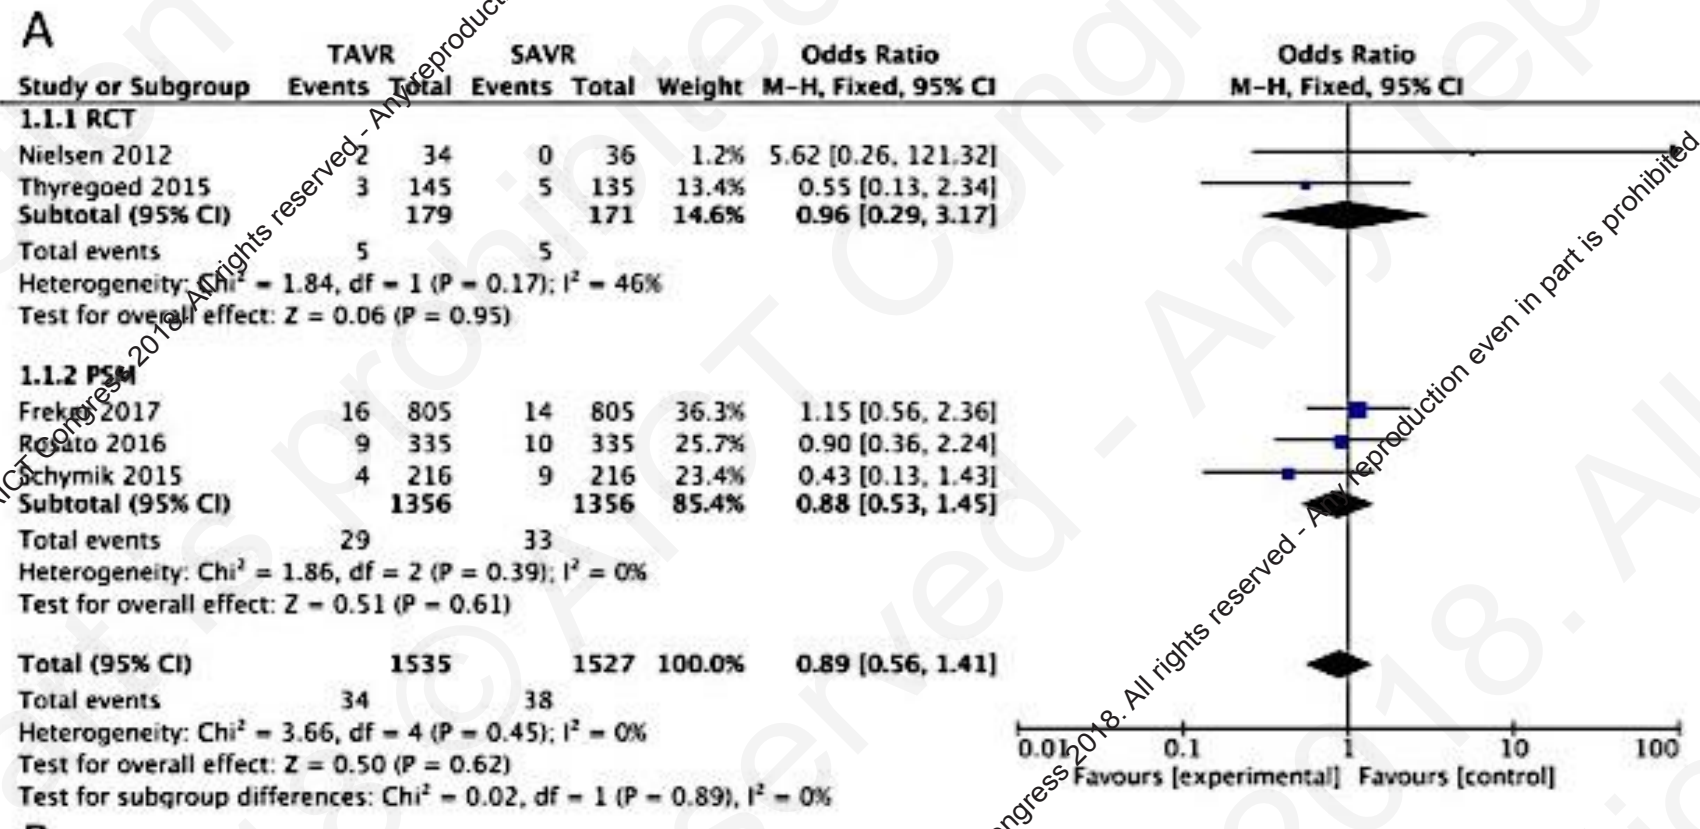 A
TAVR SAVR Odds Ratio Odds Ratio
Study or Subgroup Events Total Events Total Weight M-H, Fixed, 95% CI M-H, Fixed, 95% CI
1.1.1 RCT
Nielsen 2012 2 34 0 36 1.2% 5.62 [0.26, 121.32]
Thyregoed 2015 3 145 5 135 13.4% 0.55 [0.13, 2.34]
Subtotal (95% CI) 179 171 14.6% 0.96 [0.29, 3.17]
Total events 5 5
Heterogeneity: Chi² = 1.84, df = 1 (P = 0.17); I² = 46%
Test for overall effect: Z = 0.06 (P = 0.95)
1.1.2 PSM
2017 16 805 14 805 36.3% 1.15 [0.56, 2.36]
Rosato 2016 9 335 10 335 25.7% 0.90 [0.36, 2.24]
Schymik 2015 4 216 9 216 23.4% 0.43 [0.13, 1.43]
Subtotal (95% CI) 1356 1356 85.4% 0.88 [0.53, 1.45]
Total events 29 33
Heterogeneity: Chi² = 1.86, df = 2 (P = 0.39); I² = 0%
Test for overall effect: Z = 0.51 (P = 0.61)
Total (95% CI) 1535 1527 100.0% 0.89 [0.56, 1.41]
Total events 34 38
Heterogeneity: Chi² = 3.66, df = 4 (P = 0.45); I² = 0%
Test for overall effect: Z = 0.50 (P = 0.62)
Test for subgroup differences: Chi² = 0.02, df = 1 (P = 0.89), I² = 0%
0.01 0.1 1 10 100
Favours [experimental] Favours [control]
Congress 2018. All rights reserved - Any reproduct
ongress 2018. All rights reserved - Any reproduction even in part is prohibited